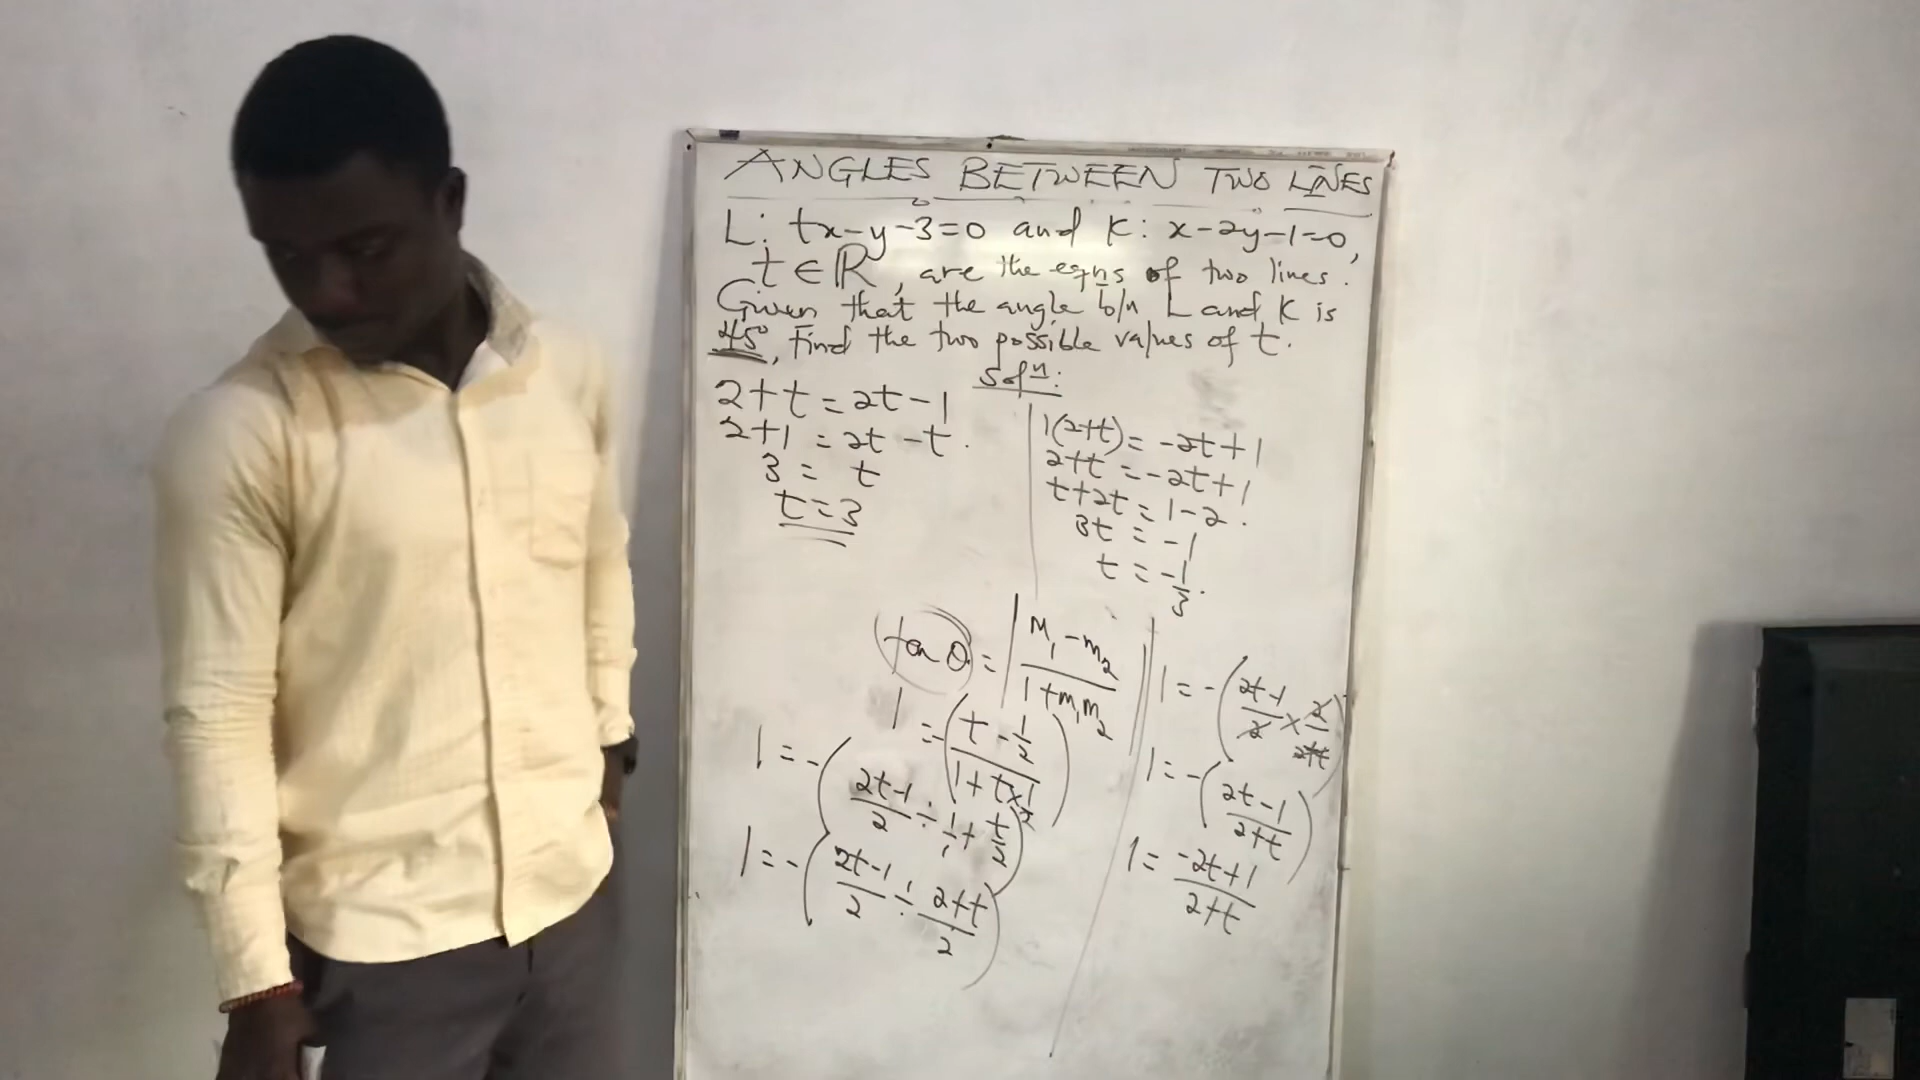 ANGLES BETWEEN TWO LINES
L: tx-y-3=0 and K: x-2y-1=0,
t ∈ ℝ, are the eqns of two lines.
Given that the angle b/n L and K is
45°, Find the two possible values of t.
Soln:
2+t = 2t-1
2+1 = 2t-t.
3 = t
t = 3
1(2+t) = -2t+1
2+t = -2t+1
t+2t = 1-2.
3t = -1
t = -1/3.
tan θ = |(M₁-m₂)/(1+m₁m₂)|
1 = -((t-1/2)/(1+t×1/2))
1 = -((2t-1)/2 ÷ 1/1 + t/2)
1 = -((2t-1)/2 ÷ (2+t)/2)
1 = -((2t-1)/2 × 2/(2+t))
1 = -((2t-1)/(2+t))
1 = (-2t+1)/(2+t)